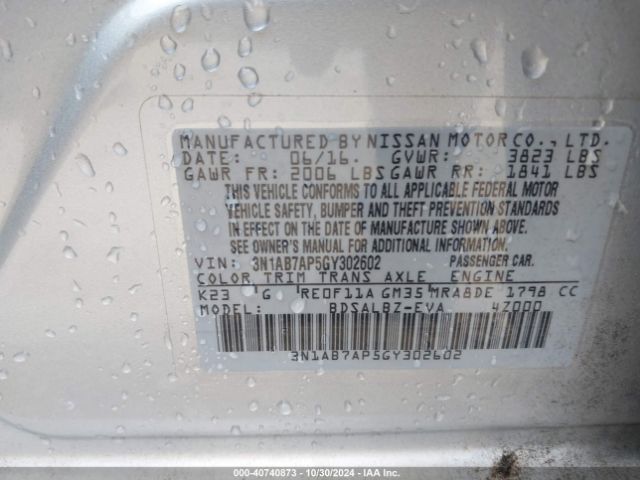 MANUFACTURED BY NISSAN MOTOR CO., LTD.
DATE: 06/16. GVWR: 3823 LBS
GAWR FR: 2006 LBS GAWR RR: 1841 LBS
THIS VEHICLE CONFORMS TO ALL APPLICABLE FEDERAL MOTOR
VEHICLE SAFETY, BUMPER AND THEFT PREVENTION STANDARDS
IN EFFECT ON THE DATE OF MANUFACTURE SHOWN ABOVE.
SEE OWNER'S MANUAL FOR ADDITIONAL INFORMATION.
VIN: 3N1AB7AP5GY302602 PASSENGER CAR.
COLOR TRIM TRANS AXLE ENGINE
K23 G RE0F11A GM35 MRA8DE 1798 CC
MODEL: BDSALBZ-EVA 4Z000
3N1AB7AP5GY302602
000-40740873 - 10/30/2024 - IAA Inc.